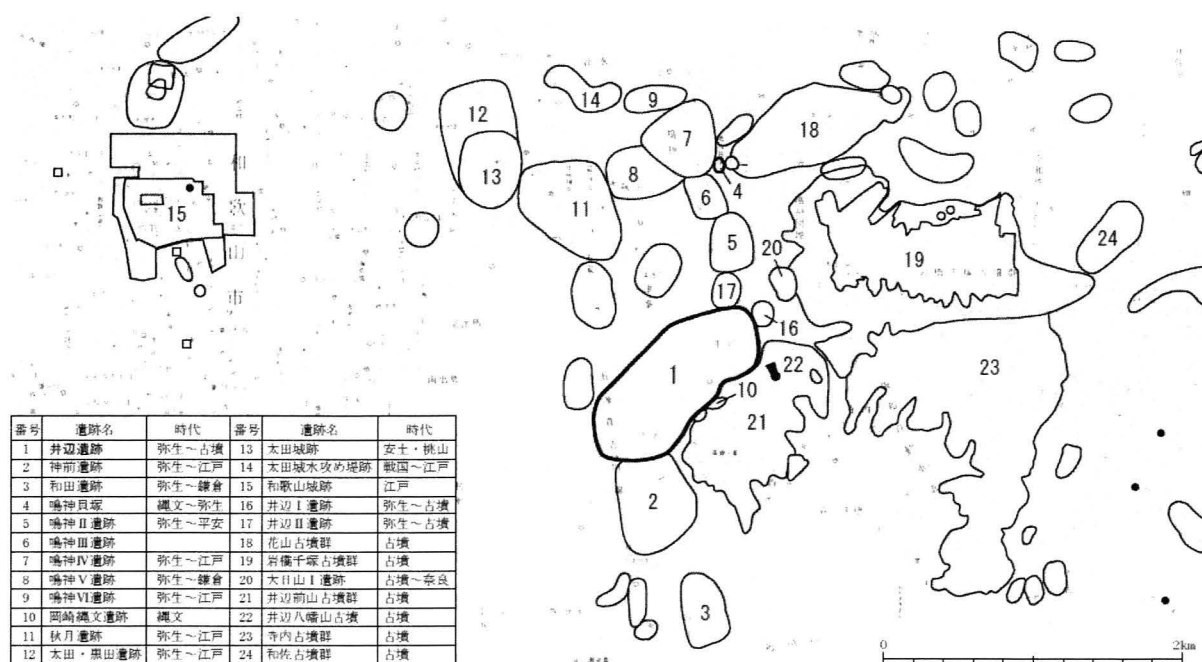 12
14
9
7
18
13
8
4
11
6
15
5
20
19
24
17
16
1
22
23
10
21
2
3
和
歌
山
市
0 2km
番号 遺跡名 時代 番号 遺跡名 時代
1 井辺遺跡 弥生～古墳 13 太田城跡 安土・桃山
2 神前遺跡 弥生～江戸 14 太田城水攻め堤跡 戦国～江戸
3 和田遺跡 弥生～鎌倉 15 和歌山城跡 江戸
4 鳴神貝塚 縄文～弥生 16 井辺Ⅰ遺跡 弥生～古墳
5 鳴神Ⅱ遺跡 弥生～平安 17 井辺Ⅱ遺跡 弥生～古墳
6 鳴神Ⅲ遺跡 18 花山古墳群 古墳
7 鳴神Ⅳ遺跡 弥生～江戸 19 岩橋千塚古墳群 古墳
8 鳴神Ⅴ遺跡 弥生～鎌倉 20 大日山Ⅰ遺跡 古墳～奈良
9 鳴神Ⅵ遺跡 弥生～江戸 21 井辺前山古墳群 古墳
10 岡崎縄文遺跡 縄文 22 井辺八幡山古墳 古墳
11 秋月遺跡 弥生～江戸 23 寺内古墳群 古墳
12 太田・黒田遺跡 弥生～江戸 24 和佐古墳群 古墳